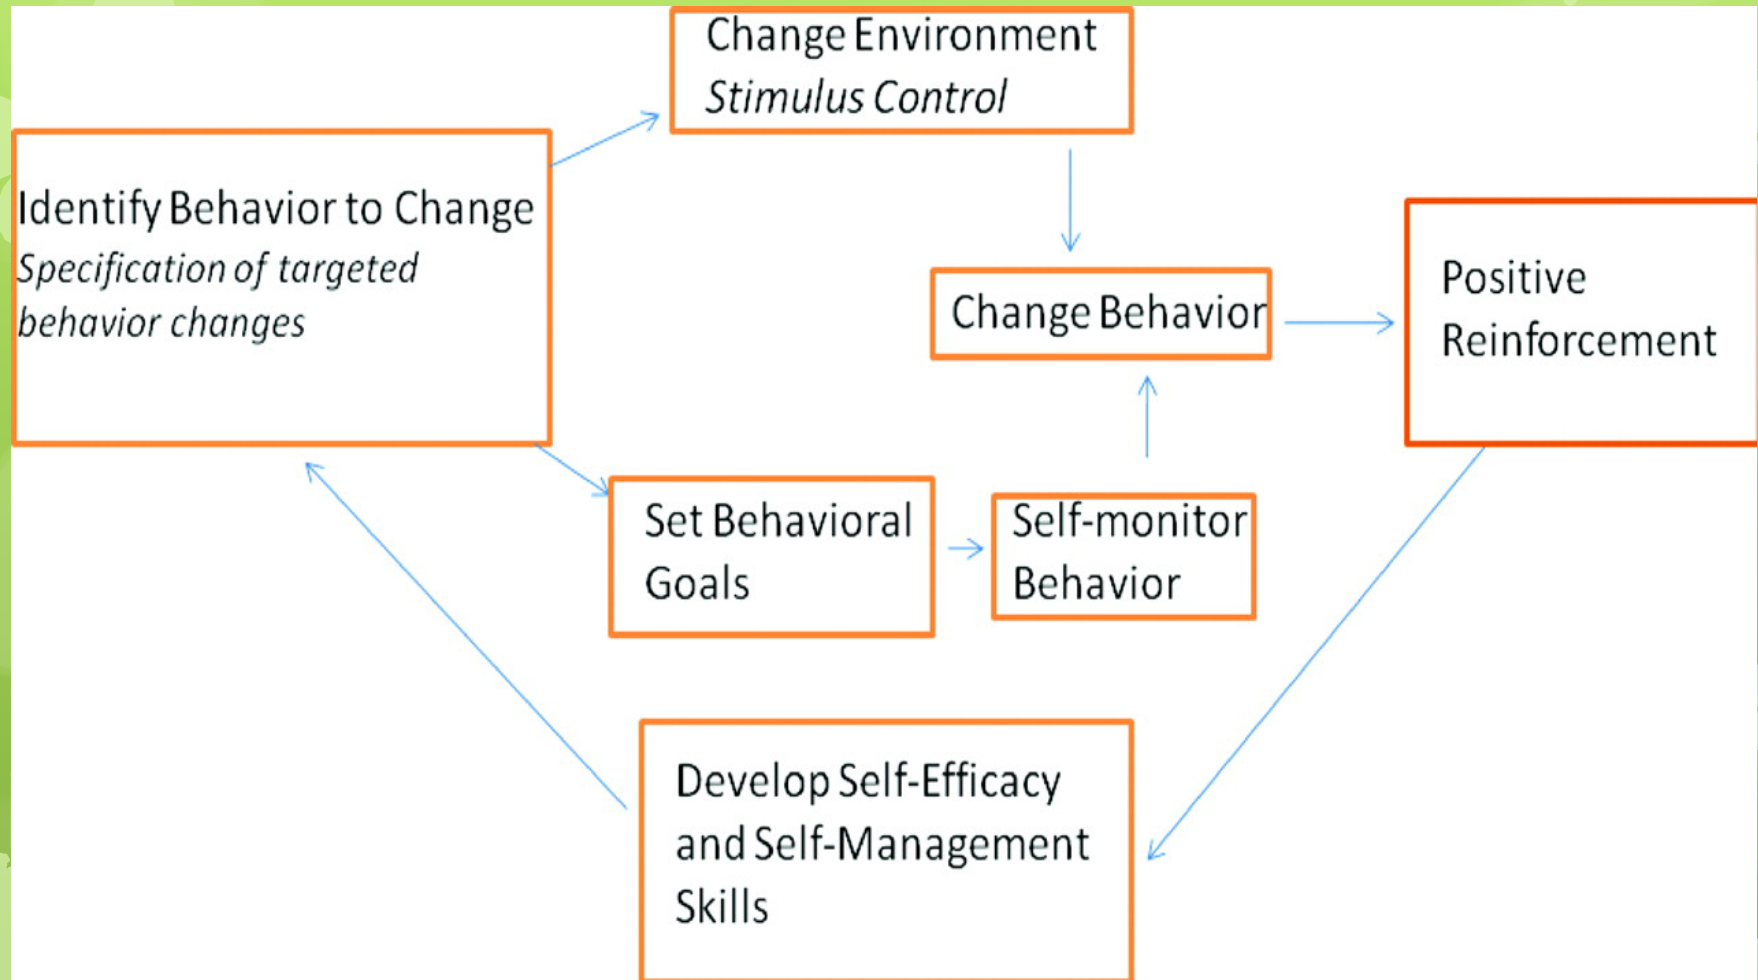 Change Environment
Stimulus Control
Identify Behavior to Change
Specification of targeted
behavior changes
Change Behavior
Positive
Reinforcement
Set Behavioral
Goals
Self-monitor
Behavior
Develop Self-Efficacy
and Self-Management
Skills